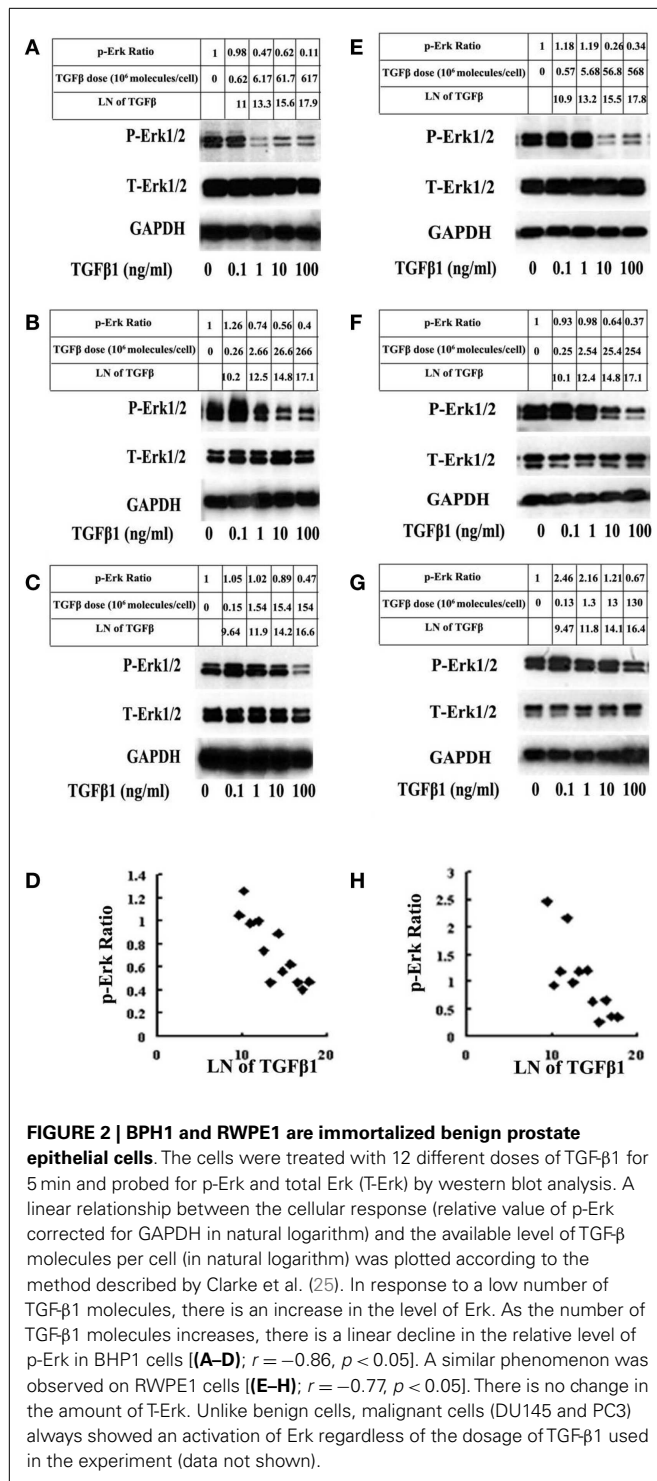 A
p-Erk Ratio 1 0.98 0.47 0.62 0.11
TGFβ dose (10⁶ molecules/cell) 0 0.62 6.17 61.7 617
LN of TGFβ 11 13.3 15.6 17.9
P-Erk1/2
T-Erk1/2
GAPDH
TGFβ1 (ng/ml) 0 0.1 1 10 100
B
p-Erk Ratio 1 1.26 0.74 0.56 0.4
TGFβ dose (10⁶ molecules/cell) 0 0.26 2.66 26.6 266
LN of TGFβ 10.2 12.5 14.8 17.1
P-Erk1/2
T-Erk1/2
GAPDH
TGFβ1 (ng/ml) 0 0.1 1 10 100
C
p-Erk Ratio 1 1.05 1.02 0.89 0.47
TGFβ dose (10⁶ molecules/cell) 0 0.15 1.54 15.4 154
LN of TGFβ 9.64 11.9 14.2 16.6
P-Erk1/2
T-Erk1/2
GAPDH
TGFβ1 (ng/ml) 0 0.1 1 10 100
D
p-Erk Ratio
1.4
1.2
1
0.8
0.6
0.4
0.2
0
0 10 20
LN of TGFβ1
E
p-Erk Ratio 1 1.18 1.19 0.26 0.34
TGFβ dose (10⁶ molecules/cell) 0 0.57 5.68 56.8 568
LN of TGFβ 10.9 13.2 15.5 17.8
P-Erk1/2
T-Erk1/2
GAPDH
TGFβ1 (ng/ml) 0 0.1 1 10 100
F
p-Erk Ratio 1 0.93 0.98 0.64 0.37
TGFβ dose (10⁶ molecules/cell) 0 0.25 2.54 25.4 254
LN of TGFβ 10.1 12.4 14.8 17.1
P-Erk1/2
T-Erk1/2
GAPDH
TGFβ1 (ng/ml) 0 0.1 1 10 100
G
p-Erk Ratio 1 2.46 2.16 1.21 0.67
TGFβ dose (10⁶ molecules/cell) 0 0.13 1.3 13 130
LN of TGFβ 9.47 11.8 14.1 16.4
P-Erk1/2
T-Erk1/2
GAPDH
TGFβ1 (ng/ml) 0 0.1 1 10 100
H
p-Erk Ratio
3
2.5
2
1.5
1
0.5
0
0 10 20
LN of TGFβ1
FIGURE 2 | BPH1 and RWPE1 are immortalized benign prostate
epithelial cells. The cells were treated with 12 different doses of TGF-β1 for
5 min and probed for p-Erk and total Erk (T-Erk) by western blot analysis. A
linear relationship between the cellular response (relative value of p-Erk
corrected for GAPDH in natural logarithm) and the available level of TGF-β
molecules per cell (in natural logarithm) was plotted according to the
method described by Clarke et al. (25). In response to a low number of
TGF-β1 molecules, there is an increase in the level of Erk. As the number of
TGF-β1 molecules increases, there is a linear decline in the relative level of
p-Erk in BHP1 cells [(A–D); r = −0.86, p < 0.05]. A similar phenomenon was
observed on RWPE1 cells [(E–H); r = −0.77, p < 0.05]. There is no change in
the amount of T-Erk. Unlike benign cells, malignant cells (DU145 and PC3)
always showed an activation of Erk regardless of the dosage of TGF-β1 used
in the experiment (data not shown).